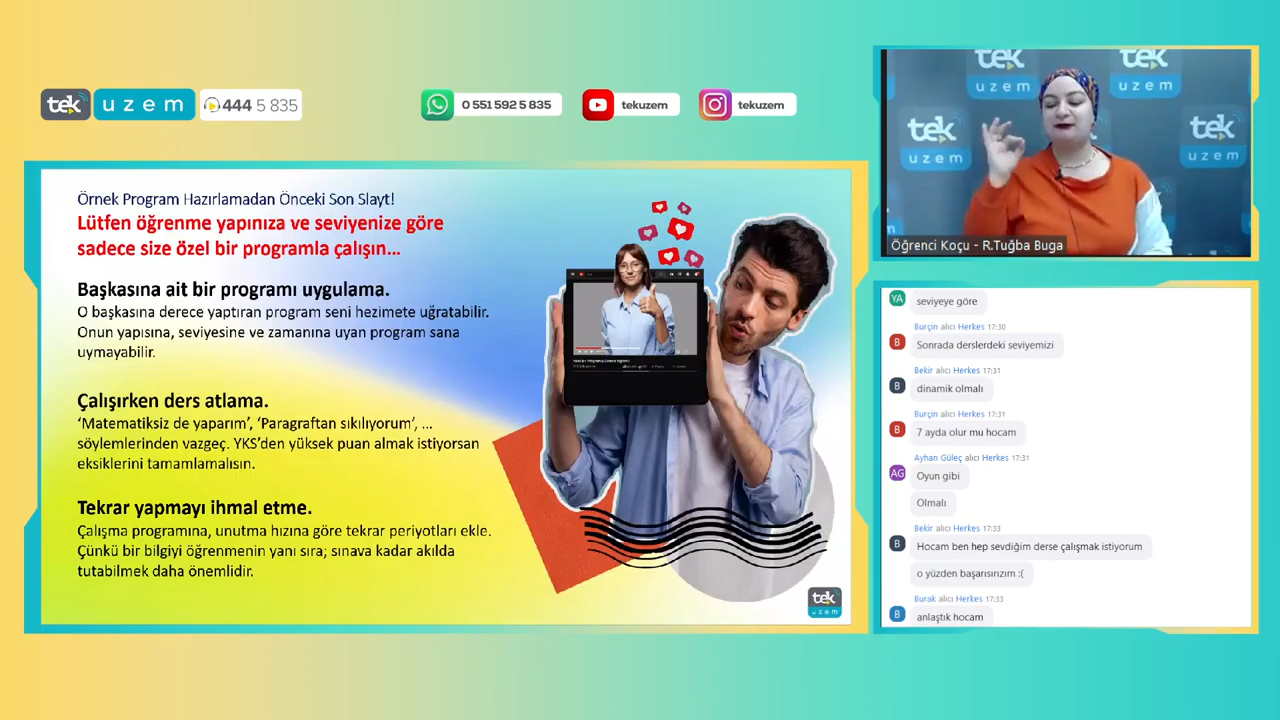 tek uzem 444 5 835
0 551 592 5 835
tekuzem
tekuzem
Örnek Program Hazırlamadan Önceki Son Slayt!
Lütfen öğrenme yapınıza ve seviyenize göre
sadece size özel bir programla çalışın...
Başkasına ait bir programı uygulama.
O başkasına derece yaptıran program seni hezimete uğratabilir.
Onun yapısına, seviyesine ve zamanına uyan program sana
uymayabilir.
Çalışırken ders atlama.
‘Matematiksiz de yaparım’, ‘Paragraftan sıkılıyorum’, ...
söylemlerinden vazgeç. YKS’den yüksek puan almak istiyorsan
eksiklerini tamamlamalısın.
Tekrar yapmayı ihmal etme.
Çalışma programına, unutma hızına göre tekrar periyotları ekle.
Çünkü bir bilgiyi öğrenmenin yanı sıra; sınava kadar akılda
tutabilmek daha önemlidir.
tek
uzem
tek
uzem
tek
uzem
tek
uzem
tek
uzem
Öğrenci Koçu - R.Tuğba Buga
YA
seviyeye göre
Burçin alıcı Herkes 17:30
B
Sonrada derslerdeki seviyemizi
Bekir alıcı Herkes 17:31
B
dinamik olmalı
Burçin alıcı Herkes 17:31
B
7 ayda olur mu hocam
Ayhan Güleç alıcı Herkes 17:31
AG
Oyun gibi
Olmalı
Bekir alıcı Herkes 17:33
B
Hocam ben hep sevdiğim derse çalışmak istiyorum
o yüzden başarısırızım :(
Burak alıcı Herkes 17:33
B
anlaştık hocam